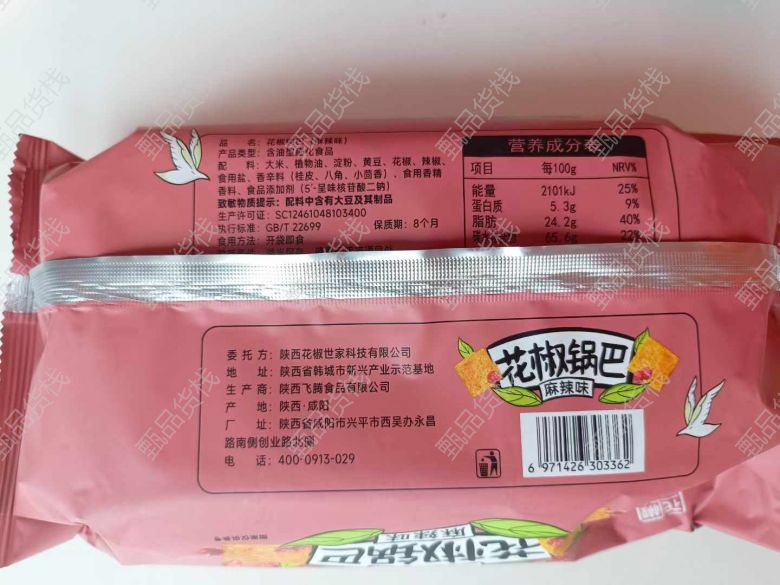 品 名：花椒锅巴（麻辣味）
产品类型：含油型膨化食品
配 料：大米、植物油、淀粉、黄豆、花椒、辣椒、
食用盐、香辛料（桂皮、八角、小茴香）、食用香精
香料、食品添加剂（5'-呈味核苷酸二钠）
致敏物质提示：配料中含有大豆及其制品
生产许可证：SC12461048103400
执行标准：GB/T 22699 保质期：8个月
食用方法：开袋即食
营养成分表
项目 每100g NRV%
能量 2101kJ 25%
蛋白质 5.3g 9%
脂肪 24.2g 40%
65.6g 22%
委 托 方：陕西花椒世家科技有限公司
地 址：陕西省韩城市新兴产业示范基地
生 产 商：陕西飞腾食品有限公司
产 地：陕西·咸阳
厂 址：陕西省咸阳市兴平市西吴办永昌
路南侧创业路北侧
电 话：400-0913-029
花椒锅巴
麻辣味
6 971426 303362
花椒锅巴
麻辣味
甄品货栈